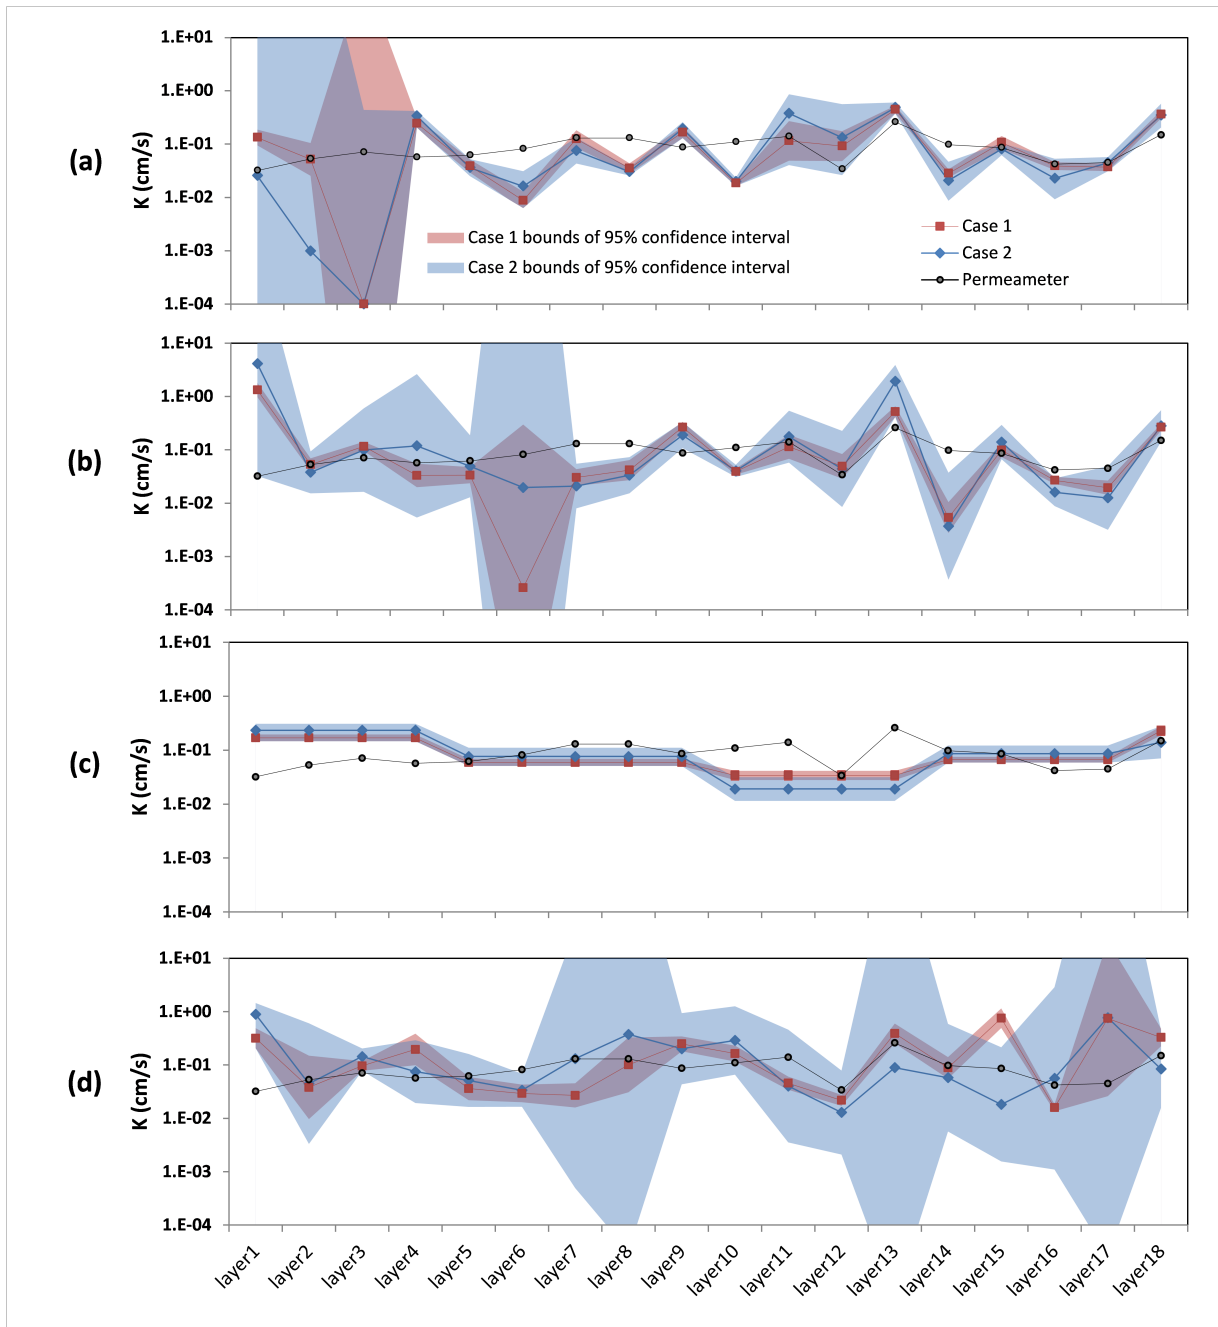 (a)
K (cm/s)
1.E+01
1.E+00
1.E-01
1.E-02
1.E-03
1.E-04
Case 1 bounds of 95% confidence interval
Case 2 bounds of 95% confidence interval
Case 1
Case 2
Permeameter
(b)
K (cm/s)
1.E+01
1.E+00
1.E-01
1.E-02
1.E-03
1.E-04
(c)
K (cm/s)
1.E+01
1.E+00
1.E-01
1.E-02
1.E-03
1.E-04
(d)
K (cm/s)
1.E+01
1.E+00
1.E-01
1.E-02
1.E-03
1.E-04
layer1
layer2
layer3
layer4
layer5
layer6
layer7
layer8
layer9
layer10
layer11
layer12
layer13
layer14
layer15
layer16
layer17
layer18